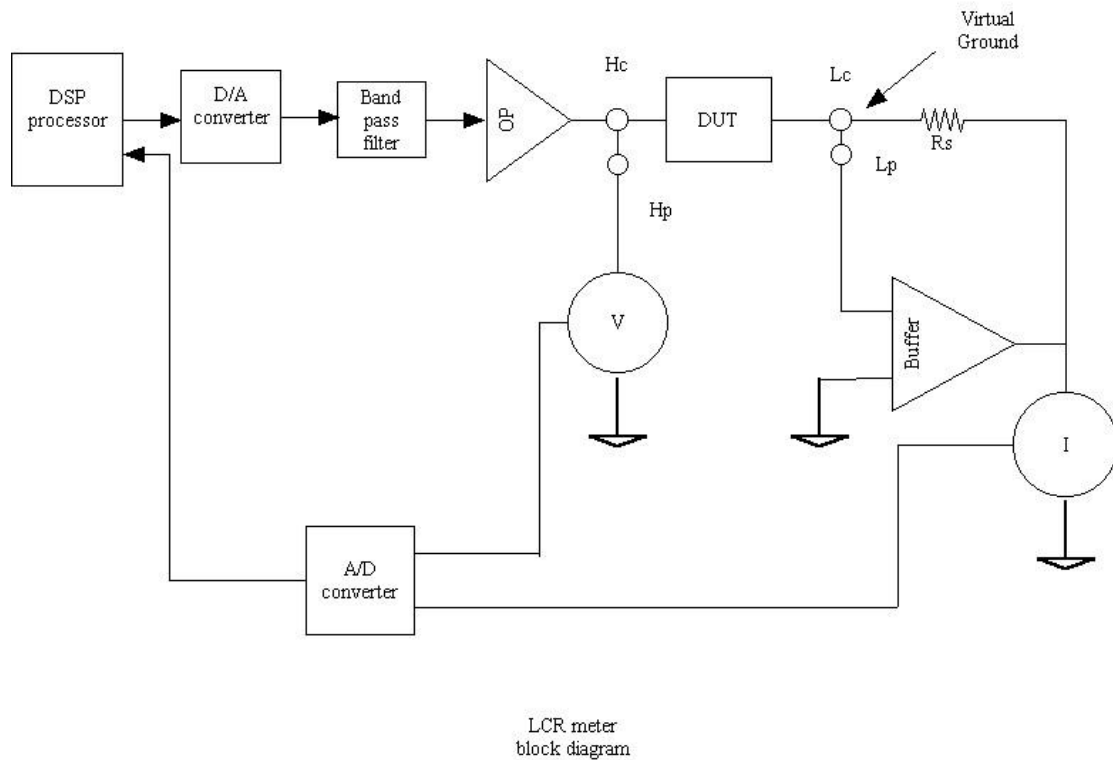 Virtual
Ground
Hc
Lc
DSP
processor
D/A
converter
Band
pass
filter
OP
DUT
Rs
Lp
Hp
V
Buffer
I
A/D
converter
LCR meter
block diagram